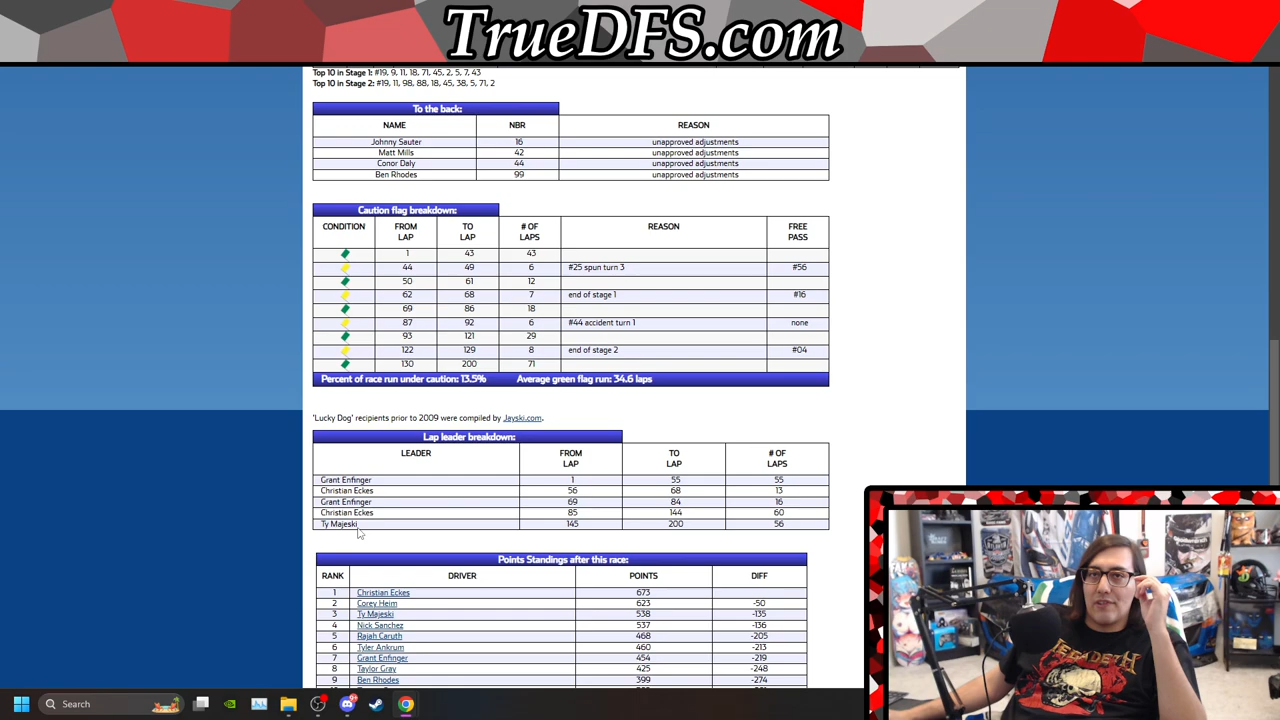 TrueDFS.com
Top 10 in Stage 1: #19, 9, 11, 18, 71, 45, 2, 5, 7, 43
Top 10 in Stage 2: #19, 11, 98, 88, 18, 45, 38, 5, 71, 2
To the back:
NAME NBR REASON
Johnny Sauter 16 unapproved adjustments
Matt Mills 42 unapproved adjustments
Conor Daly 44 unapproved adjustments
Ben Rhodes 99 unapproved adjustments
Caution flag breakdown:
CONDITION FROM LAP TO LAP # OF LAPS REASON FREE PASS
1 43 43
44 49 6 #25 spun turn 3 #56
50 61 12
62 68 7 end of stage 1 #16
69 86 18
87 92 6 #44 accident turn 1 none
93 121 29
122 129 8 end of stage 2 #04
130 200 71
Percent of race run under caution: 13.5% Average green flag run: 34.6 laps
'Lucky Dog' recipients prior to 2009 were compiled by Jayski.com.
Lap leader breakdown:
LEADER FROM LAP TO LAP # OF LAPS
Grant Enfinger 1 55 55
Christian Eckes 56 68 13
Grant Enfinger 69 84 16
Christian Eckes 85 144 60
Ty Majeski 145 200 56
Points Standings after this race:
RANK DRIVER POINTS DIFF
1 Christian Eckes 673
2 Corey Heim 623 -50
3 Ty Majeski 538 -135
4 Nick Sanchez 537 -136
5 Rajah Caruth 468 -205
6 Tyler Ankrum 460 -213
7 Grant Enfinger 454 -219
8 Taylor Gray 425 -248
9 Ben Rhodes 399 -274
Search